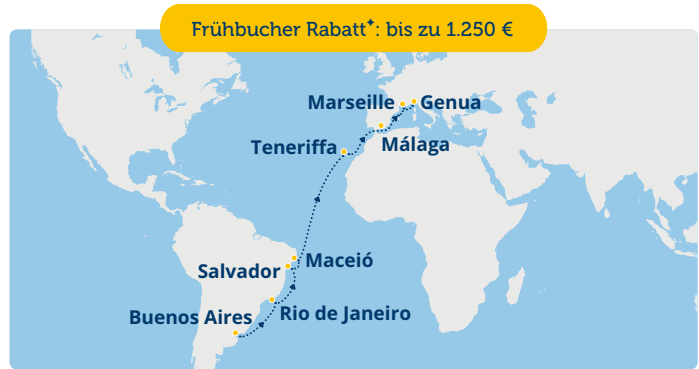 Frühbucher Rabatt✦: bis zu 1.250 €
Marseille
Genua
Teneriffa
Málaga
Maceió
Salvador
Buenos Aires
Rio de Janeiro